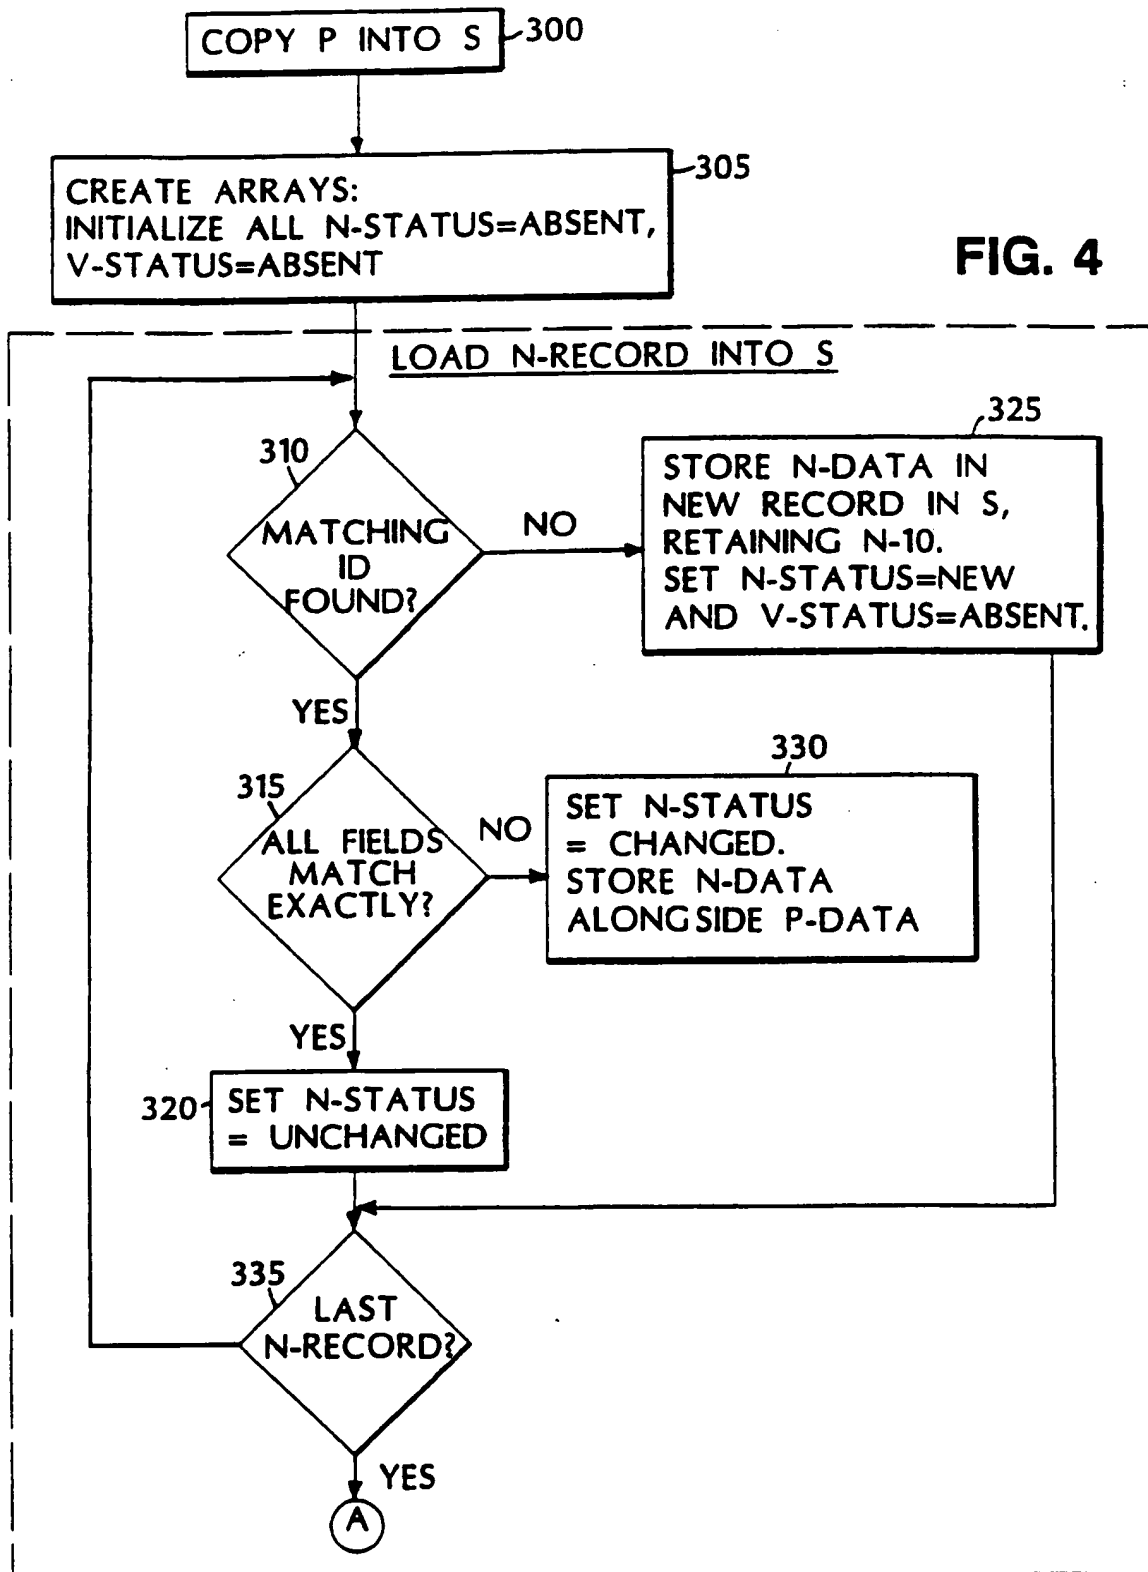 COPY P INTO S
300
305
CREATE ARRAYS:
INITIALIZE ALL N-STATUS=ABSENT,
V-STATUS=ABSENT
FIG. 4
LOAD N-RECORD INTO S
310
MATCHING
ID
FOUND?
NO
325
STORE N-DATA IN
NEW RECORD IN S,
RETAINING N-10.
SET N-STATUS=NEW
AND V-STATUS=ABSENT.
YES
315
ALL FIELDS
MATCH
EXACTLY?
NO
330
SET N-STATUS
= CHANGED.
STORE N-DATA
ALONGSIDE P-DATA
YES
320
SET N-STATUS
= UNCHANGED
335
LAST
N-RECORD?
YES
A